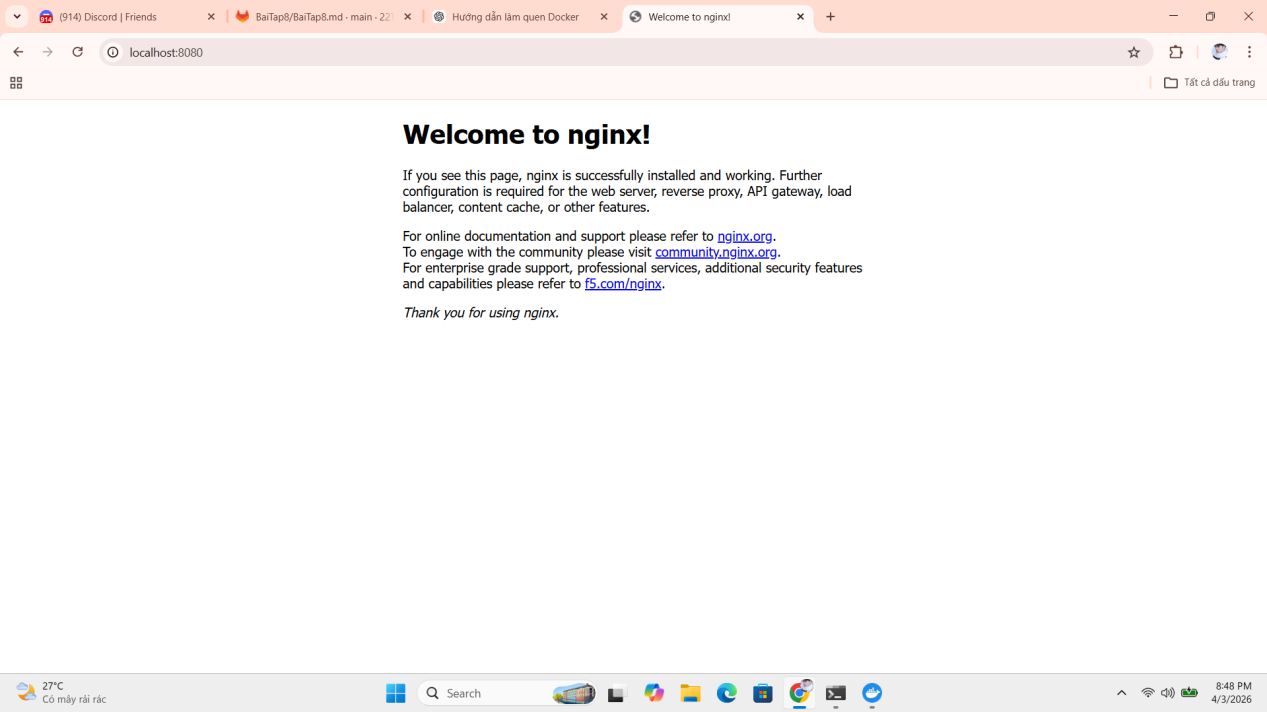 914
(914) Discord | Friends
BaiTap8/BaiTap8.md · main · 22
Hướng dẫn làm quen Docker
Welcome to nginx!
localhost:8080
Tất cả dấu trang
Welcome to nginx!
If you see this page, nginx is successfully installed and working. Further
configuration is required for the web server, reverse proxy, API gateway, load
balancer, content cache, or other features.
For online documentation and support please refer to nginx.org.
To engage with the community please visit community.nginx.org.
For enterprise grade support, professional services, additional security features
and capabilities please refer to f5.com/nginx.
Thank you for using nginx.
27°C
Có mây rải rác
Search
8:48 PM
4/3/2026